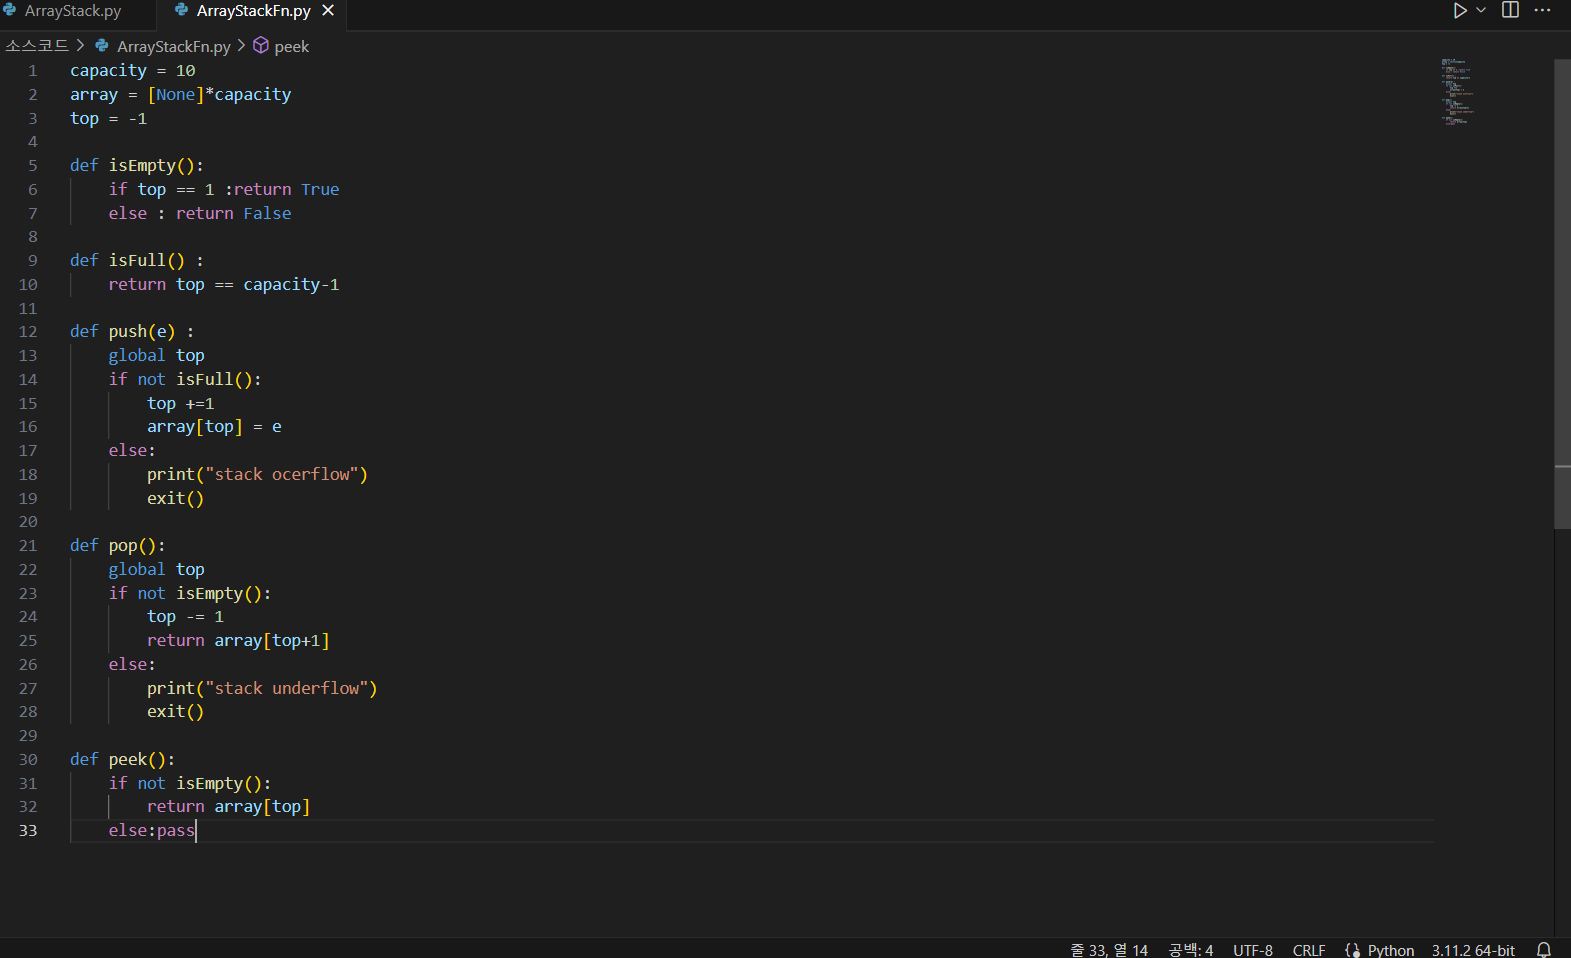 ArrayStack.py ArrayStackFn.py
소스코드 > ArrayStackFn.py > peek
1 capacity = 10
2 array = [None]*capacity
3 top = -1
4
5 def isEmpty():
6 if top == 1 :return True
7 else : return False
8
9 def isFull() :
10 return top == capacity-1
11
12 def push(e) :
13 global top
14 if not isFull():
15 top +=1
16 array[top] = e
17 else:
18 print("stack ocerflow")
19 exit()
20
21 def pop():
22 global top
23 if not isEmpty():
24 top -= 1
25 return array[top+1]
26 else:
27 print("stack underflow")
28 exit()
29
30 def peek():
31 if not isEmpty():
32 return array[top]
33 else:pass
줄 33, 열 14 공백: 4 UTF-8 CRLF Python 3.11.2 64-bit